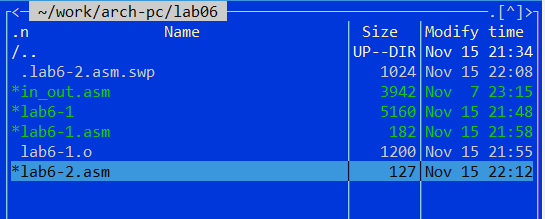 <─ ~/work/arch-pc/lab06 ─.[^]>
.n Name │ Size │Modify time
/.. │UP--DIR│Nov 15 21:34
 .lab6-2.asm.swp │ 1024│Nov 15 22:08
*in_out.asm │ 3942│Nov  7 23:15
*lab6-1 │ 5160│Nov 15 21:48
*lab6-1.asm │ 182│Nov 15 21:58
 lab6-1.o │ 1200│Nov 15 21:55
*lab6-2.asm │ 127│Nov 15 22:12